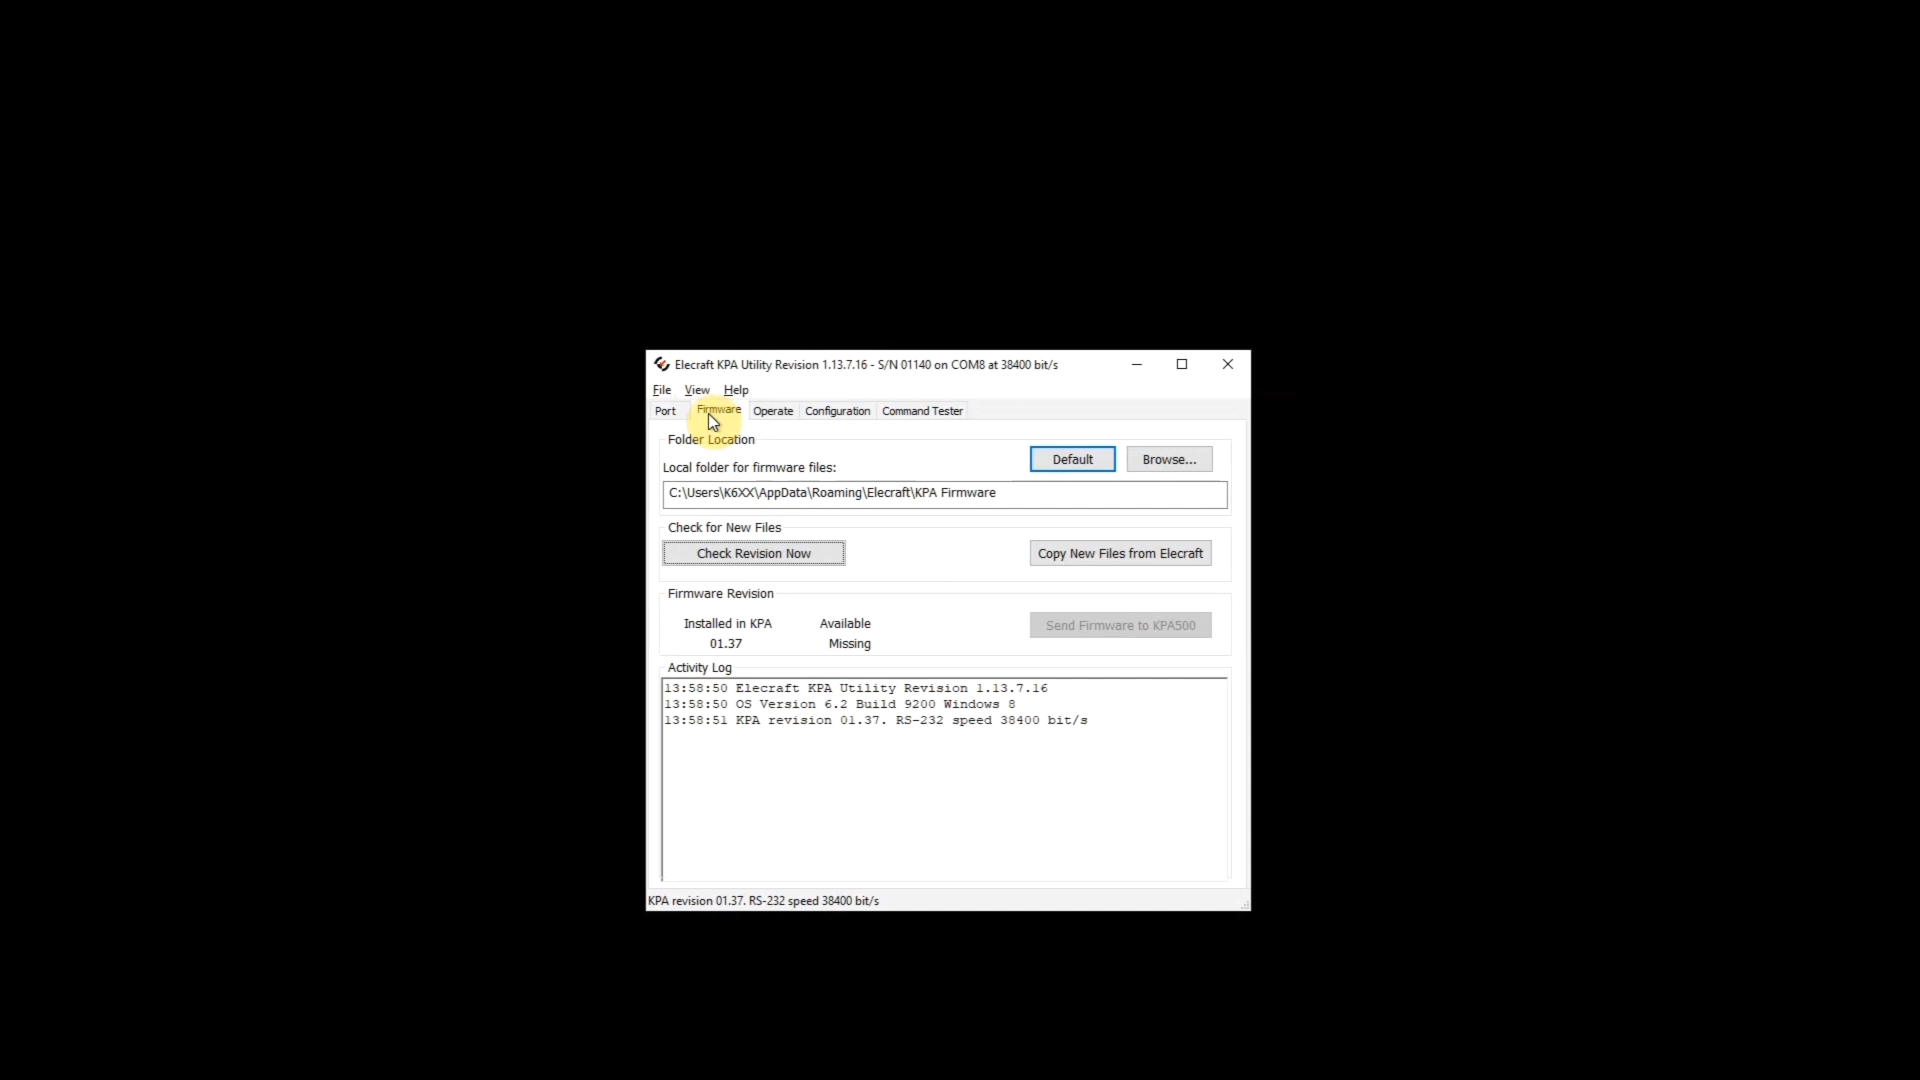 Elecraft KPA Utility Revision 1.13.7.16 - S/N 01140 on COM8 at 38400 bit/s
File View Help
Port Firmware Operate Configuration Command Tester
Folder Location
Default Browse...
Local folder for firmware files:
C:\Users\K6XX\AppData\Roaming\Elecraft\KPA Firmware
Check for New Files
Check Revision Now Copy New Files from Elecraft
Firmware Revision
Installed in KPA Available
Send Firmware to KPA500
01.37 Missing
Activity Log
13:58:50 Elecraft KPA Utility Revision 1.13.7.16
13:58:50 OS Version 6.2 Build 9200 Windows 8
13:58:51 KPA revision 01.37. RS-232 speed 38400 bit/s
KPA revision 01.37. RS-232 speed 38400 bit/s